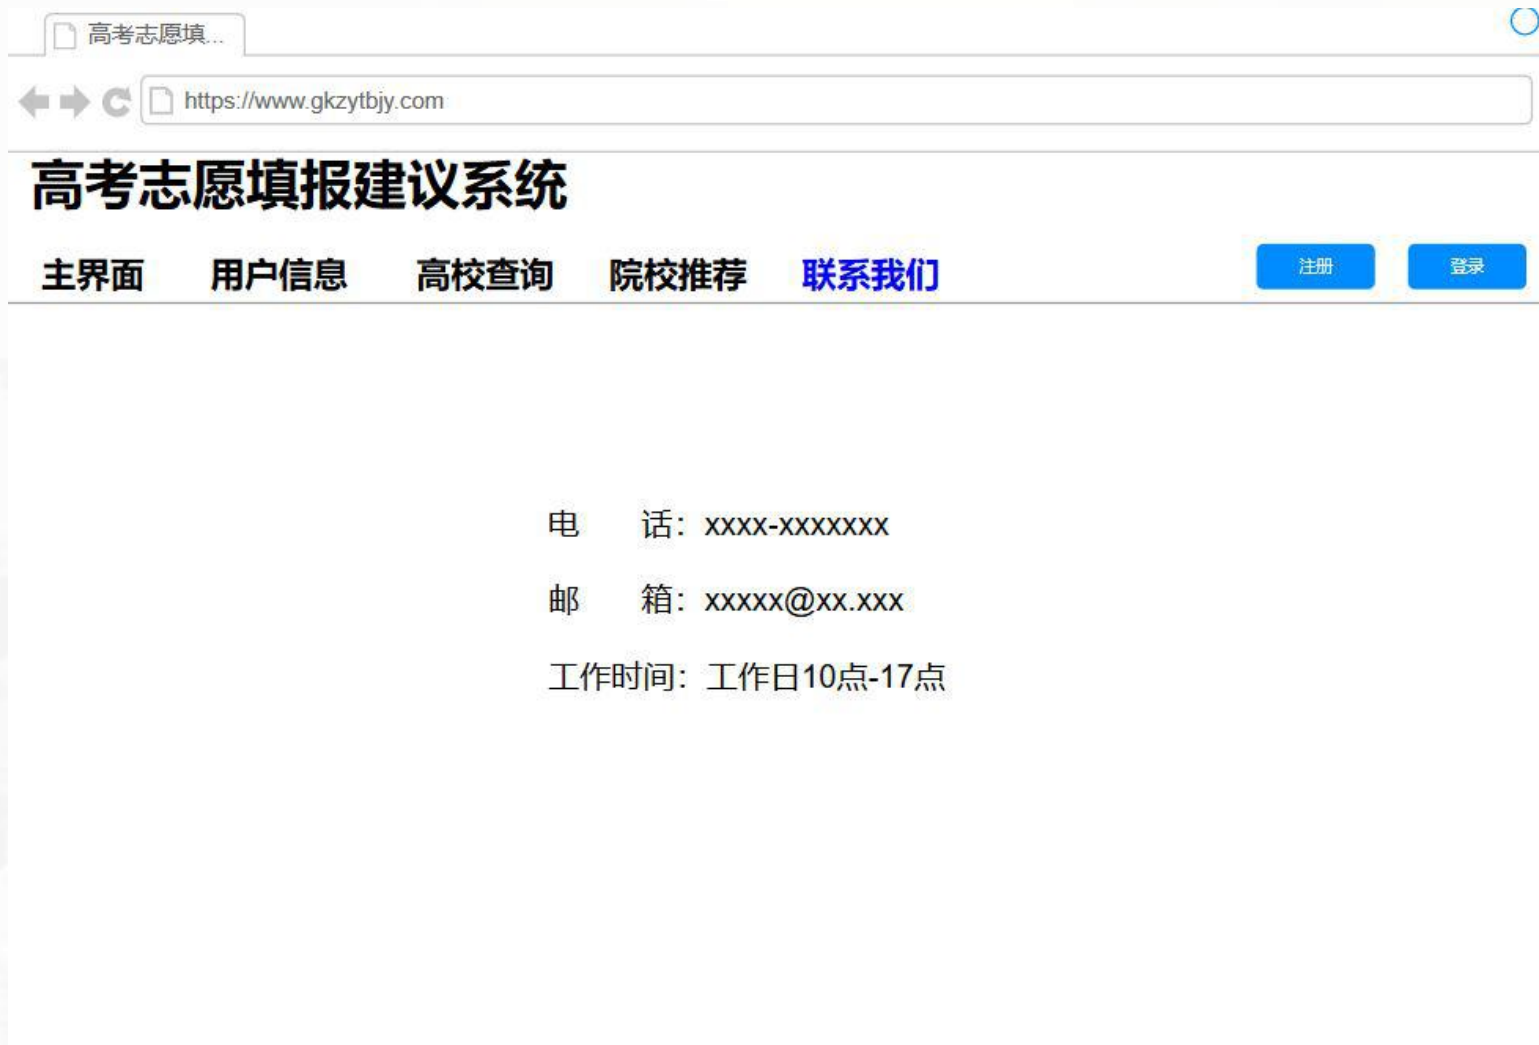 高考志愿填...
https://www.gkzytbjy.com
高考志愿填报建议系统
主界面 用户信息 高校查询 院校推荐 联系我们 注册 登录
电 话：xxxx-xxxxxxx
邮 箱：xxxxx@xx.xxx
工作时间：工作日10点-17点